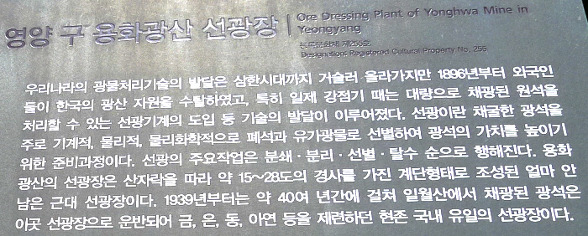 영양 구 용화광산 선광장 | Ore Dressing Plant of Yonghwa Mine in Yeongyang
등록문화재 제255호
Designation: Registered Cultural Property No. 255
우리나라의 광물처리기술의 발달은 삼한시대까지 거슬러 올라가지만 1896년부터 외국인
들이 한국의 광산 자원을 수탈하였고, 특히 일제 강점기 때는 대량으로 채광된 원석을
처리할 수 있는 선광기계의 도입 등 기술의 발달이 이루어졌다. 선광이란 채굴한 광석을
주로 기계적, 물리적, 물리화학적으로 폐석과 유가광물로 선별하여 광석의 가치를 높이기
위한 준비과정이다. 선광의 주요작업은 분쇄 · 분리 · 선별 · 탈수 순으로 행해진다. 용화
광산의 선광장은 산자락을 따라 약 15~28도의 경사를 가진 계단형태로 조성된 얼마 안
남은 근대 선광장이다. 1939년부터는 약 40여 년간에 걸쳐 일월산에서 채광된 광석은
이곳 선광장으로 운반되어 금, 은, 동, 아연 등을 제련하던 현존 국내 유일의 선광장이다.